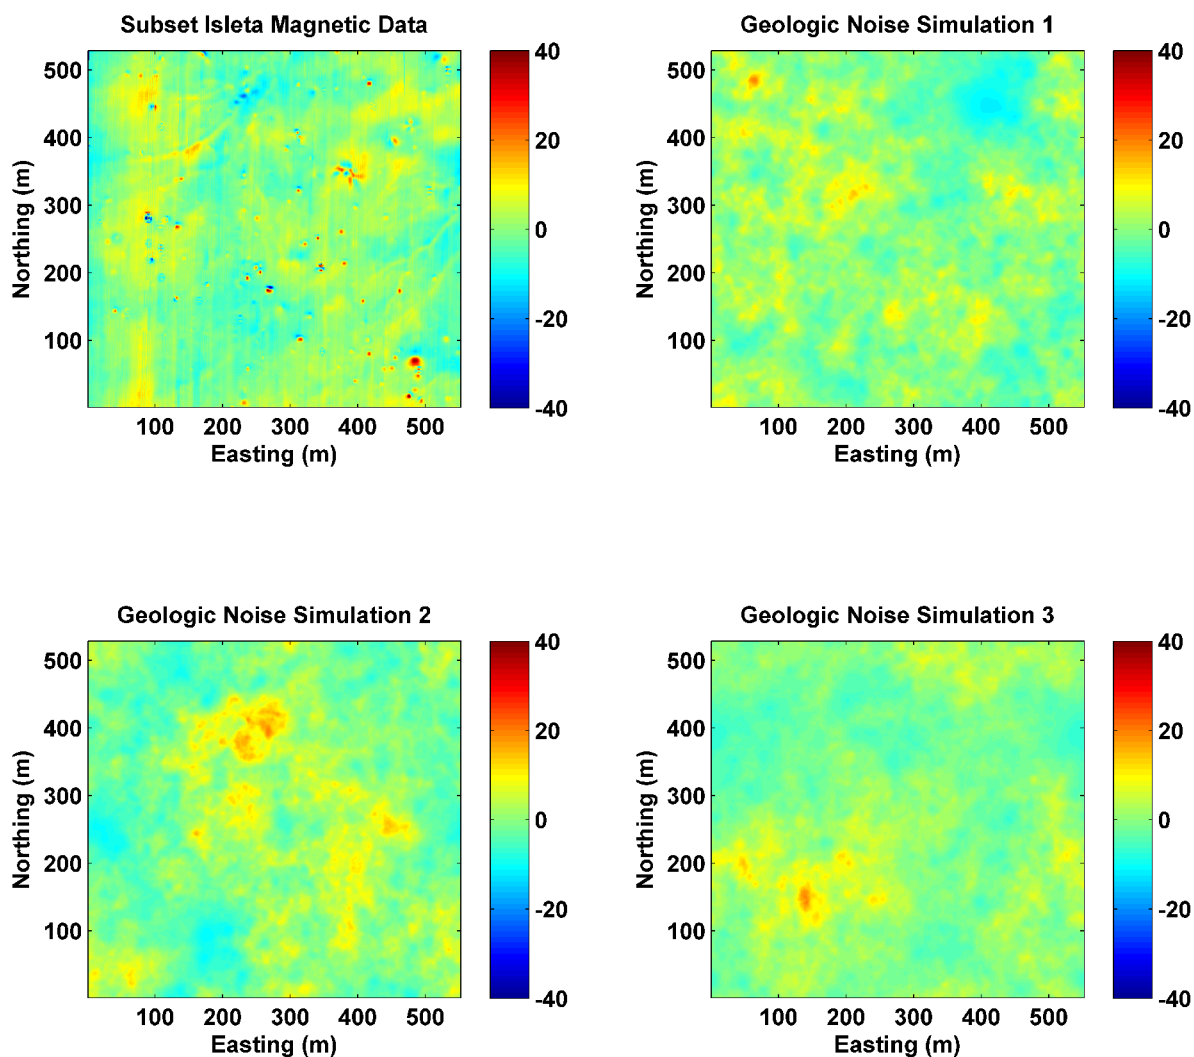 Subset Isleta Magnetic Data
Geologic Noise Simulation 1
500
400
300
200
100
Northing (m)
100 200 300 400 500
Easting (m)
40
20
0
-20
-40
500
400
300
200
100
Northing (m)
100 200 300 400 500
Easting (m)
40
20
0
-20
-40
Geologic Noise Simulation 2
Geologic Noise Simulation 3
500
400
300
200
100
Northing (m)
100 200 300 400 500
Easting (m)
40
20
0
-20
-40
500
400
300
200
100
Northing (m)
100 200 300 400 500
Easting (m)
40
20
0
-20
-40